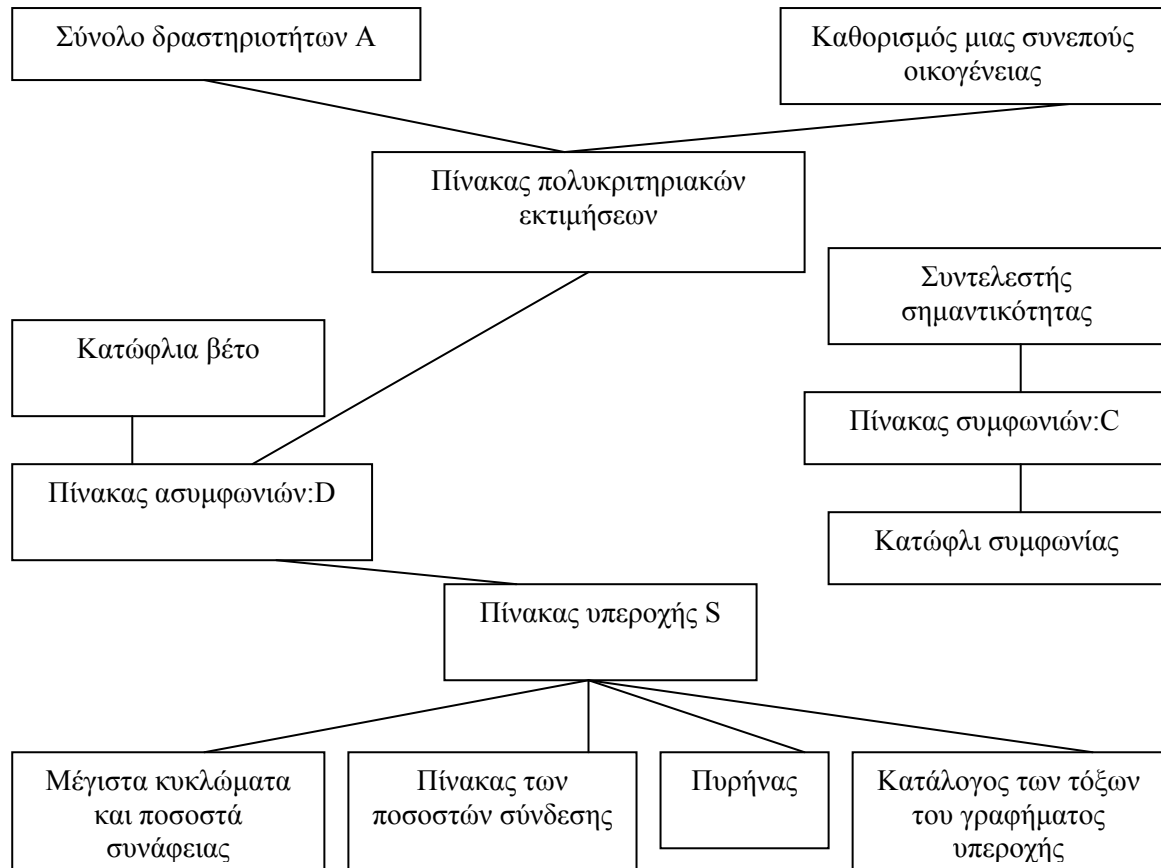 Σύνολο δραστηριοτήτων Α
Καθορισμός μιας συνεπούς
οικογένειας
Πίνακας πολυκριτηριακών
εκτιμήσεων
Συντελεστής
σημαντικότητας
Κατώφλια βέτο
Πίνακας συμφωνιών:C
Πίνακας ασυμφωνιών:D
Κατώφλι συμφωνίας
Πίνακας υπεροχής S
Μέγιστα κυκλώματα
και ποσοστά
συνάφειας
Πίνακας των
ποσοστών σύνδεσης
Πυρήνας
Κατάλογος των τόξων
του γραφήματος
υπεροχής